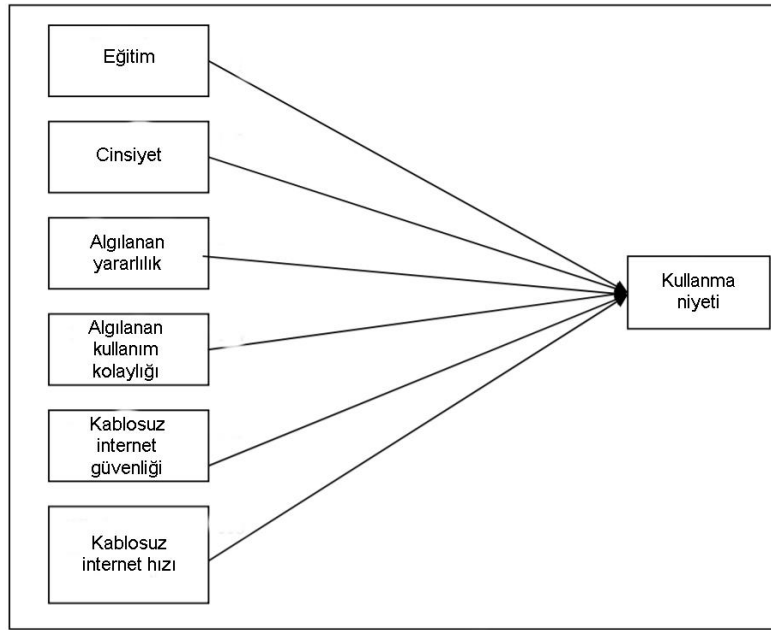 Eğitim
Cinsiyet
Algılanan
yararlılık
Algılanan
kullanım
kolaylığı
Kablosuz
internet
güvenliği
Kablosuz
internet hızı
Kullanma
niyeti